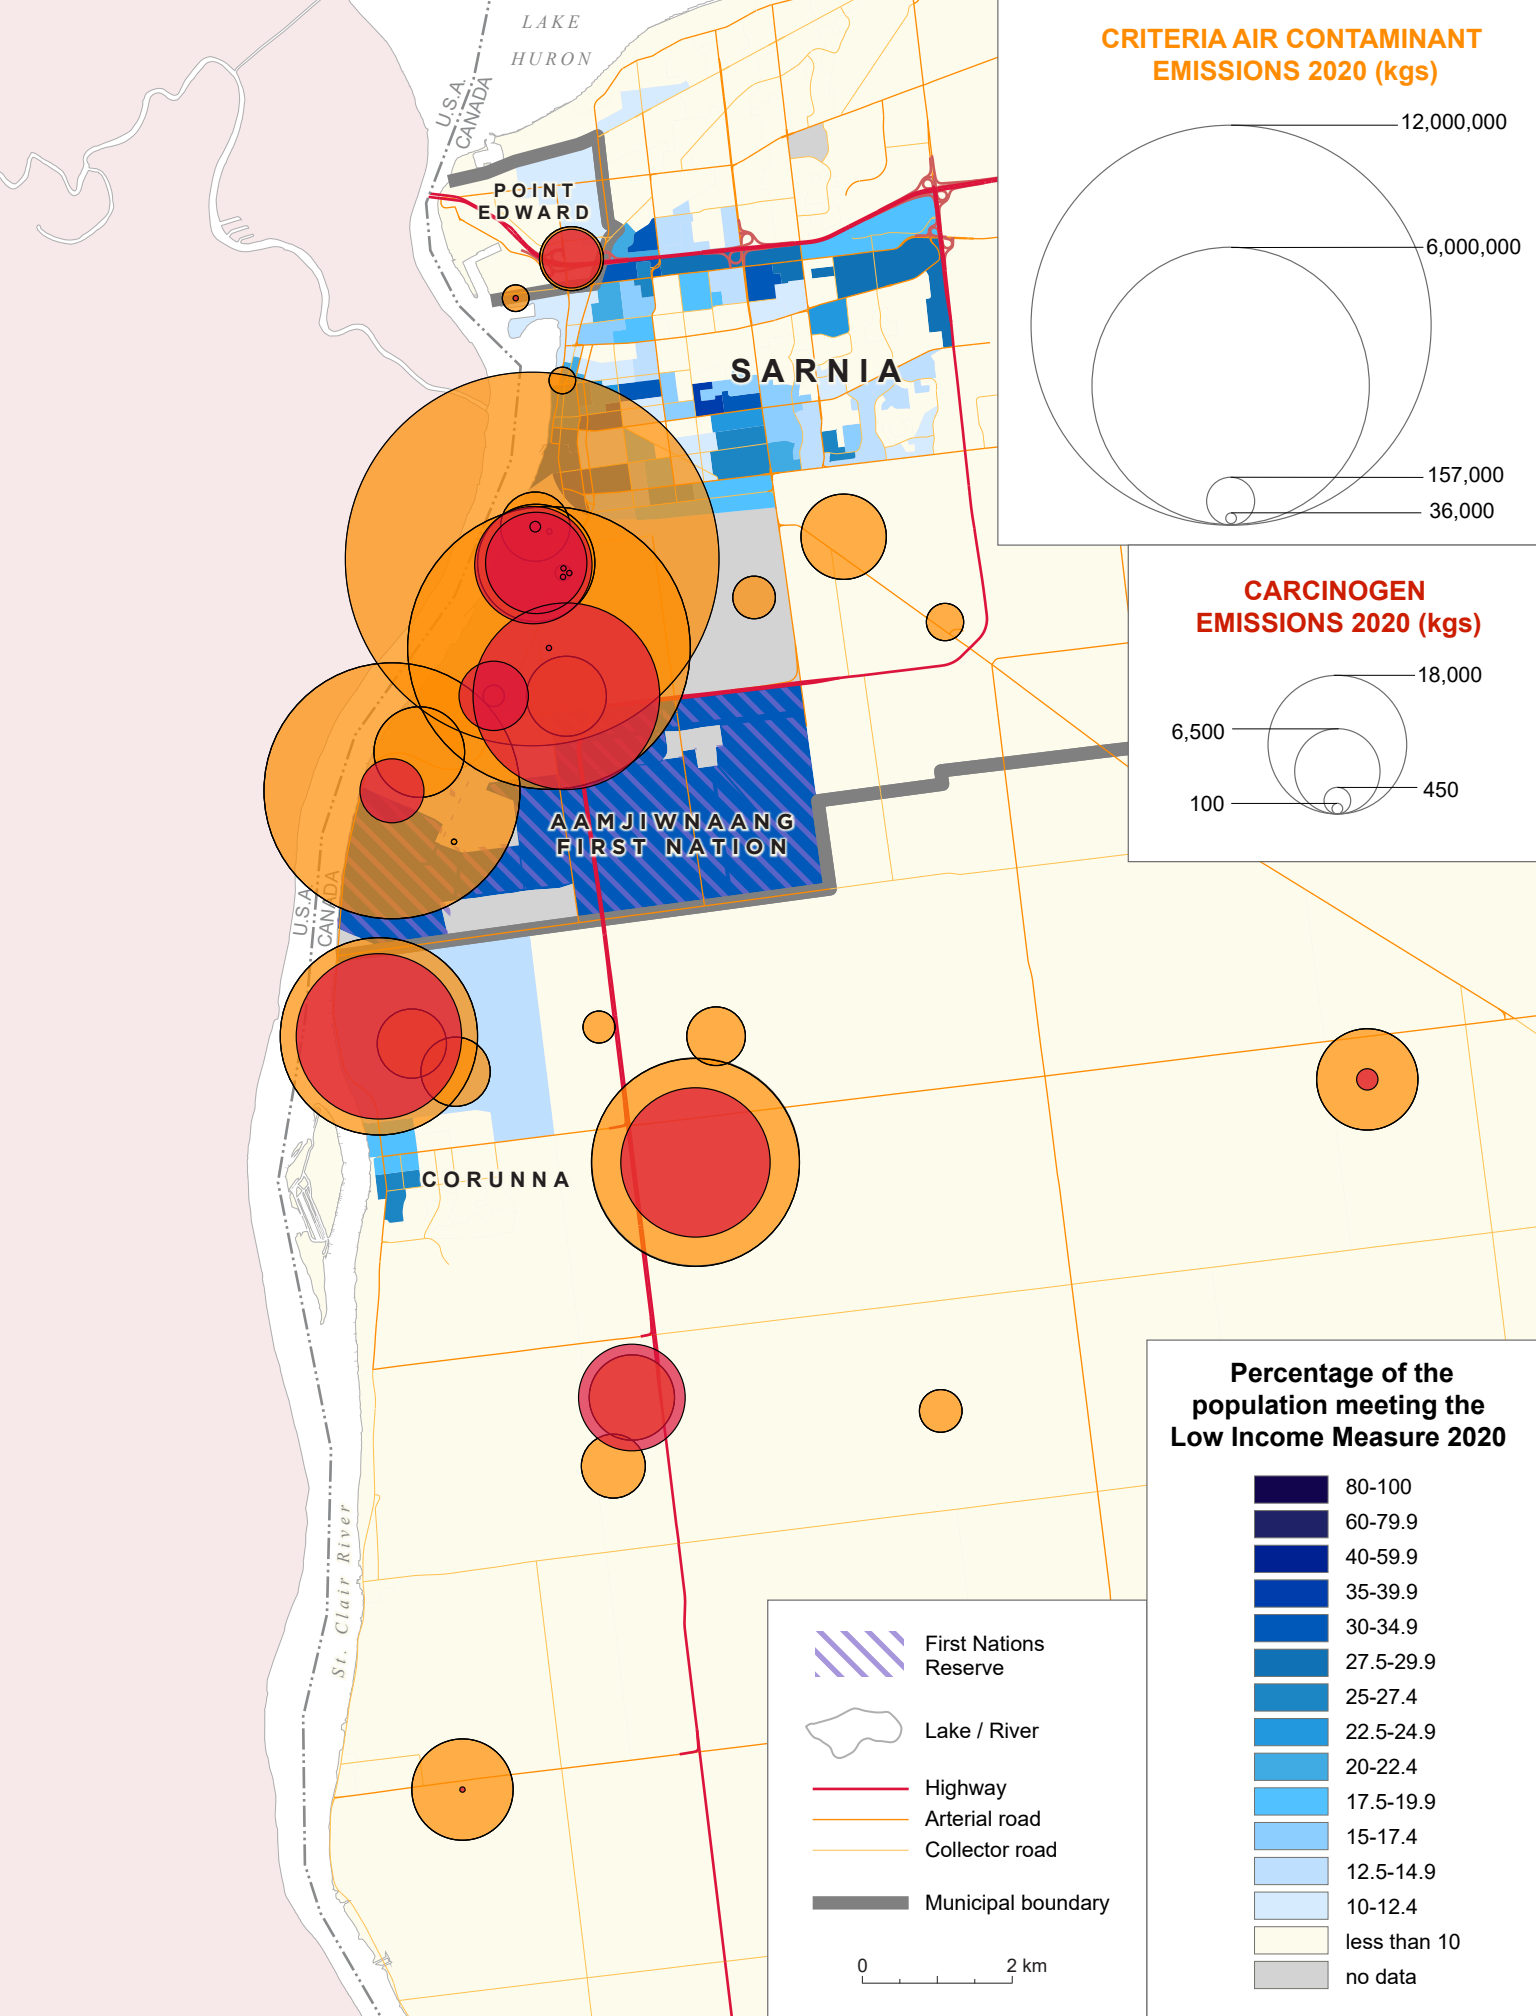 LAKE
HURON
U.S.A.
CANADA
POINT
EDWARD
SARNIA
AAMJIWNAANG
FIRST NATION
U.S.A.
CANADA
CORUNNA
St. Clair River
CRITERIA AIR CONTAMINANT
EMISSIONS 2020 (kgs)
12,000,000
6,000,000
157,000
36,000
CARCINOGEN
EMISSIONS 2020 (kgs)
18,000
6,500
450
100
Percentage of the
population meeting the
Low Income Measure 2020
80-100
60-79.9
40-59.9
35-39.9
30-34.9
27.5-29.9
25-27.4
22.5-24.9
20-22.4
17.5-19.9
15-17.4
12.5-14.9
10-12.4
less than 10
no data
First Nations
Reserve
Lake / River
Highway
Arterial road
Collector road
Municipal boundary
0 2 km